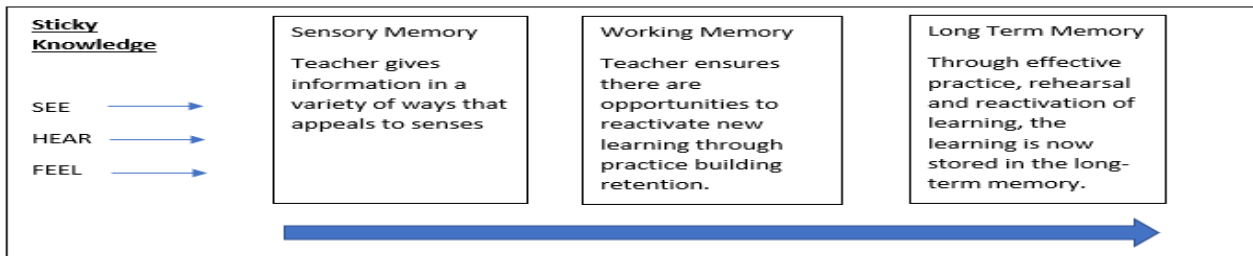 Sticky
Knowledge
SEE
HEAR
FEEL
Sensory Memory
Teacher gives
information in a
variety of ways that
appeals to senses
Working Memory
Teacher ensures
there are
opportunities to
reactivate new
learning through
practice building
retention.
Long Term Memory
Through effective
practice, rehearsal
and reactivation of
learning, the
learning is now
stored in the long-
term memory.